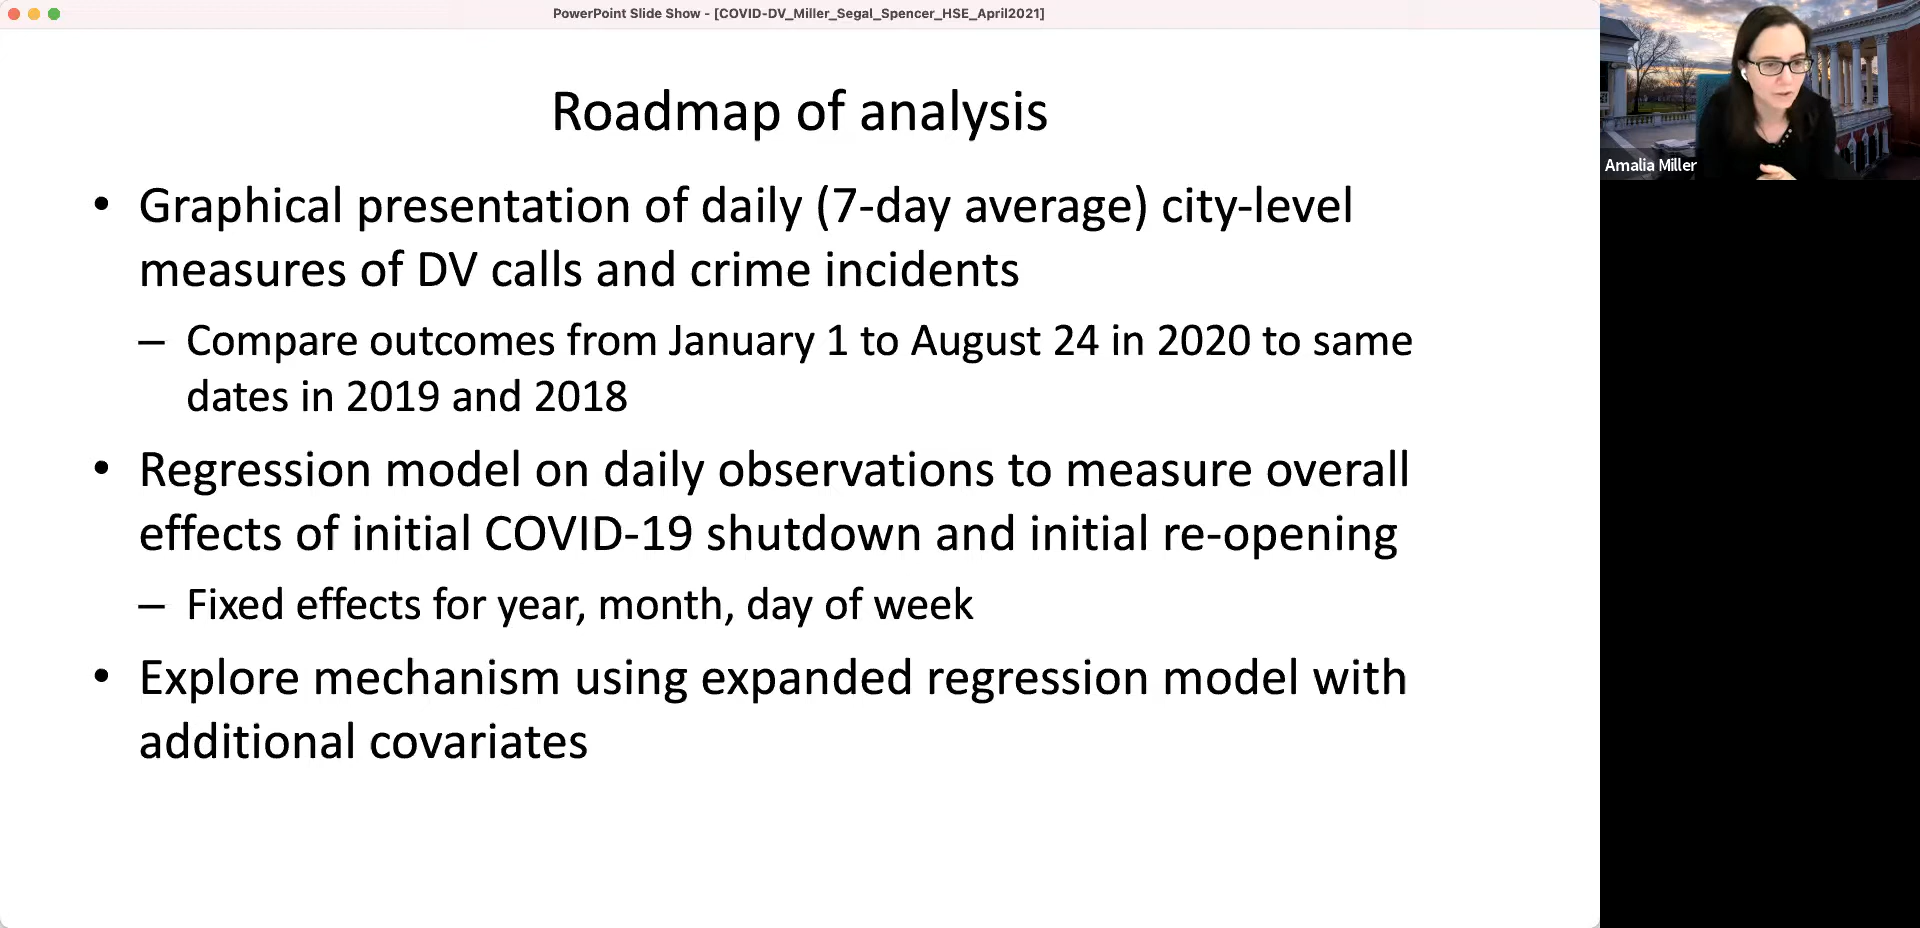 PowerPoint Slide Show - [COVID-DV_Miller_Segal_Spencer_HSE_April2021]
Roadmap of analysis
• Graphical presentation of daily (7-day average) city-level
measures of DV calls and crime incidents
– Compare outcomes from January 1 to August 24 in 2020 to same
dates in 2019 and 2018
• Regression model on daily observations to measure overall
effects of initial COVID-19 shutdown and initial re-opening
– Fixed effects for year, month, day of week
• Explore mechanism using expanded regression model with
additional covariates
Amalia Miller